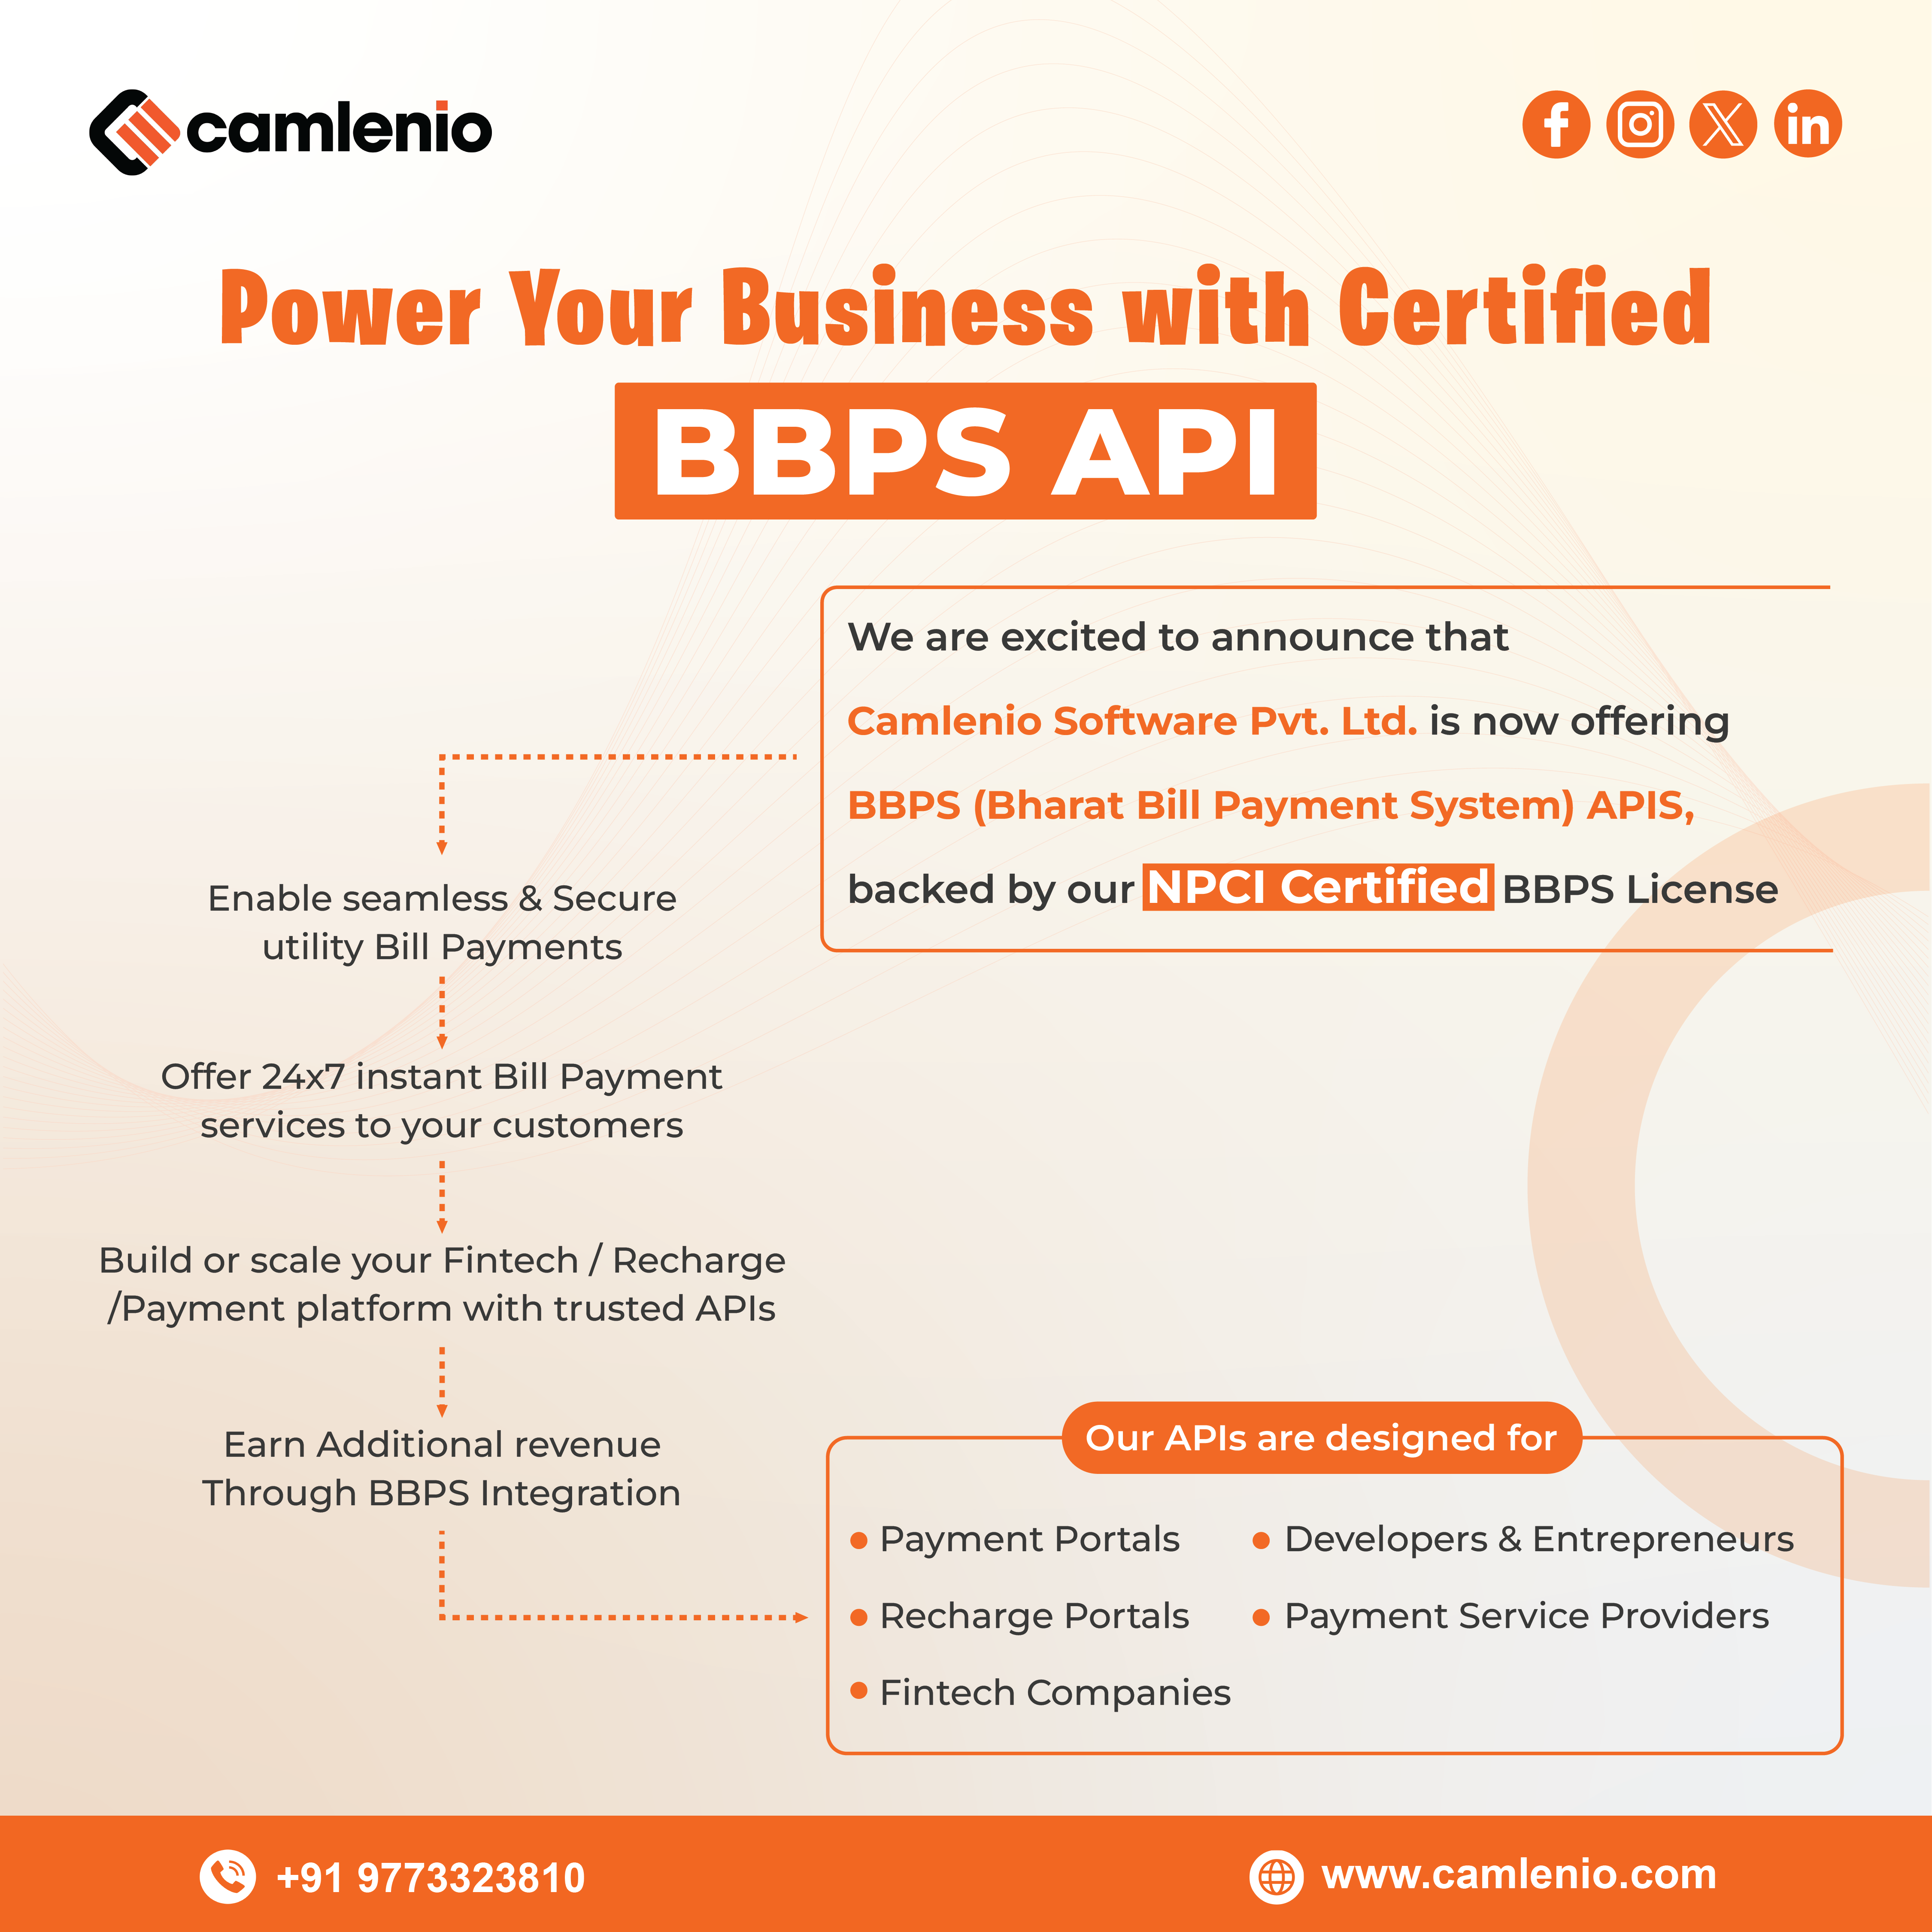 camlenio
Power Your Business with Certified
BBPS API
We are excited to announce that
Camlenio Software Pvt. Ltd. is now offering
BBPS (Bharat Bill Payment System) APIS,
backed by our NPCI Certified BBPS License
Enable seamless & Secure
utility Bill Payments
Offer 24x7 instant Bill Payment
services to your customers
Build or scale your Fintech / Recharge
/Payment platform with trusted APIs
Earn Additional revenue
Through BBPS Integration
Our APIs are designed for
Payment Portals
Recharge Portals
Fintech Companies
Developers & Entrepreneurs
Payment Service Providers
+91 9773323810
www.camlenio.com